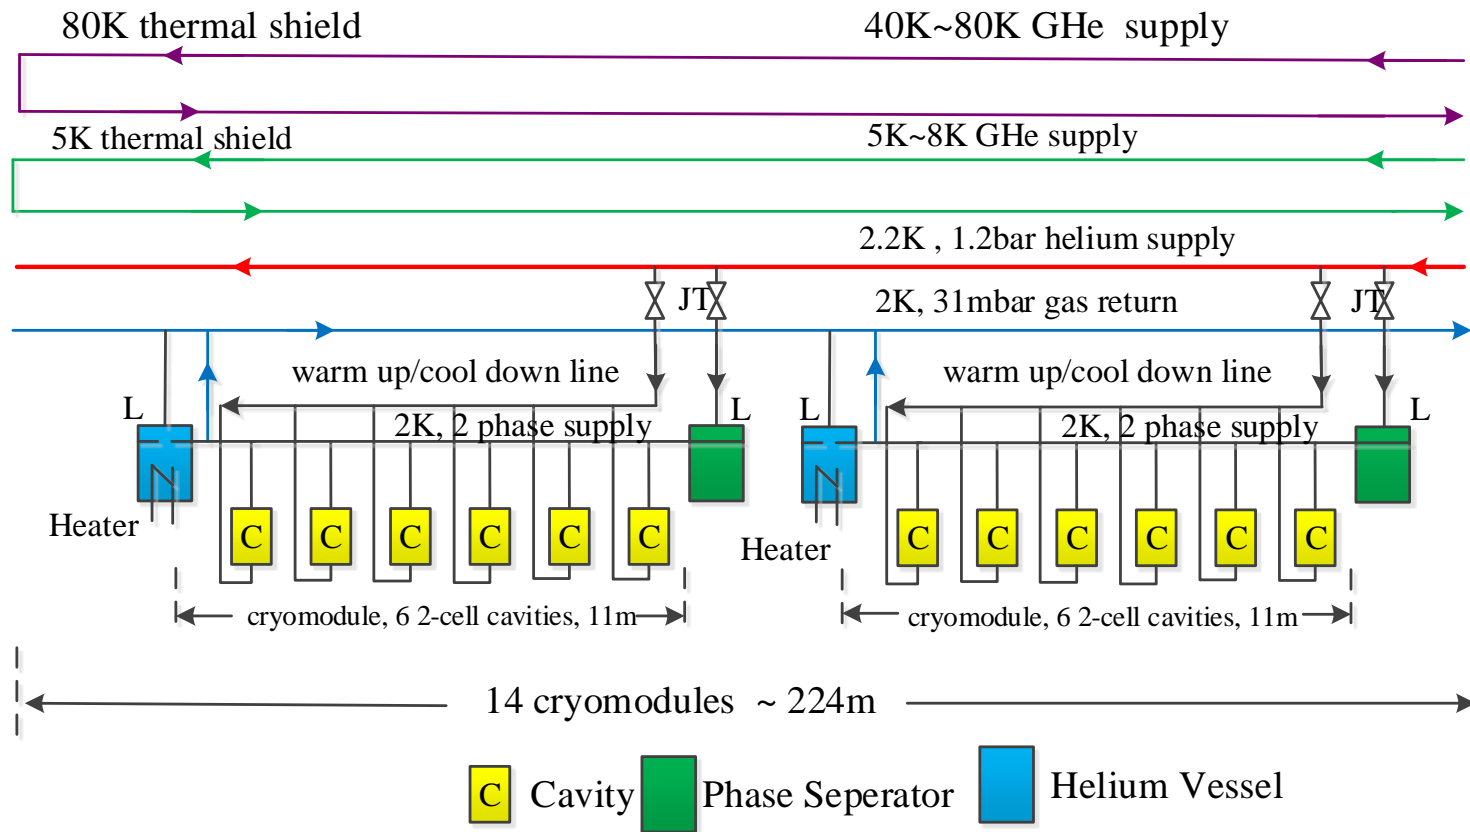 80K thermal shield
40K~80K GHe supply
5K thermal shield
5K~8K GHe supply
2.2K , 1.2bar helium supply
JT
2K, 31mbar gas return
JT
warm up/cool down line
warm up/cool down line
L
L
L
L
2K, 2 phase supply
2K, 2 phase supply
Heater
C
C
C
C
C
C
Heater
C
C
C
C
C
C
cryomodule, 6 2-cell cavities, 11m
cryomodule, 6 2-cell cavities, 11m
14 cryomodules ~ 224m
C
Cavity
Phase Seperator
Helium Vessel